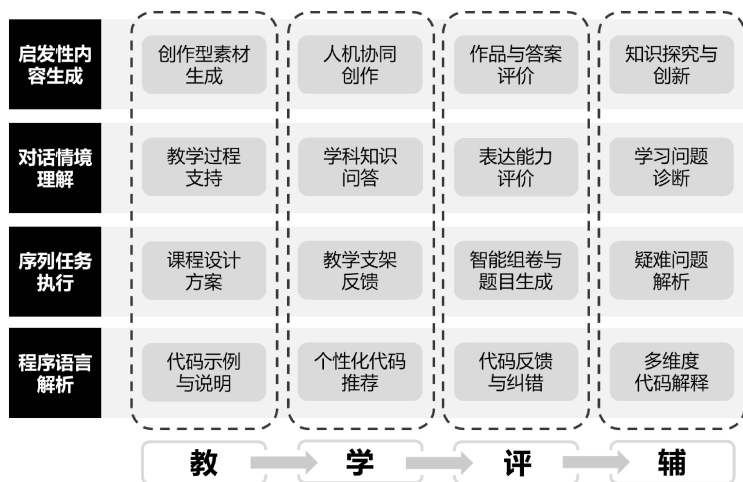 启发性内
容生成
创作型素材
生成
人机协同
创作
作品与答案
评价
知识探究与
创新
对话情境
理解
教学过程
支持
学科知识
问答
表达能力
评价
学习问题
诊断
序列任务
执行
课程设计
方案
教学支架
反馈
智能组卷与
题目生成
疑难问题
解析
程序语言
解析
代码示例
与说明
个性化代码
推荐
代码反馈
与纠错
多维度
代码解释
教
学
评
辅